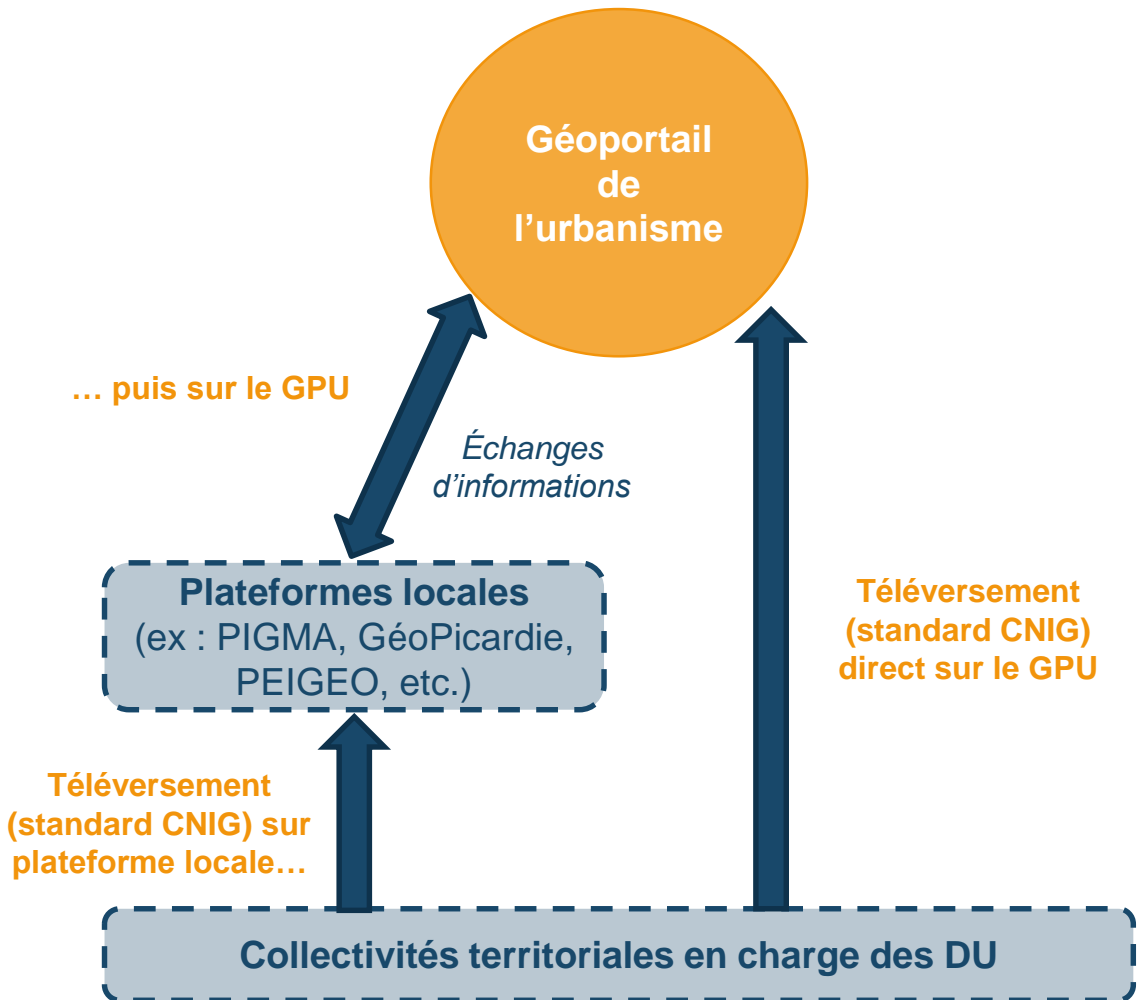 Géoportail
de
l’urbanisme
… puis sur le GPU
Échanges
d’informations
Plateformes locales
(ex : PIGMA, GéoPicardie,
PEIGEO, etc.)
Téléversement
(standard CNIG)
direct sur le GPU
Téléversement
(standard CNIG) sur
plateforme locale…
Collectivités territoriales en charge des DU